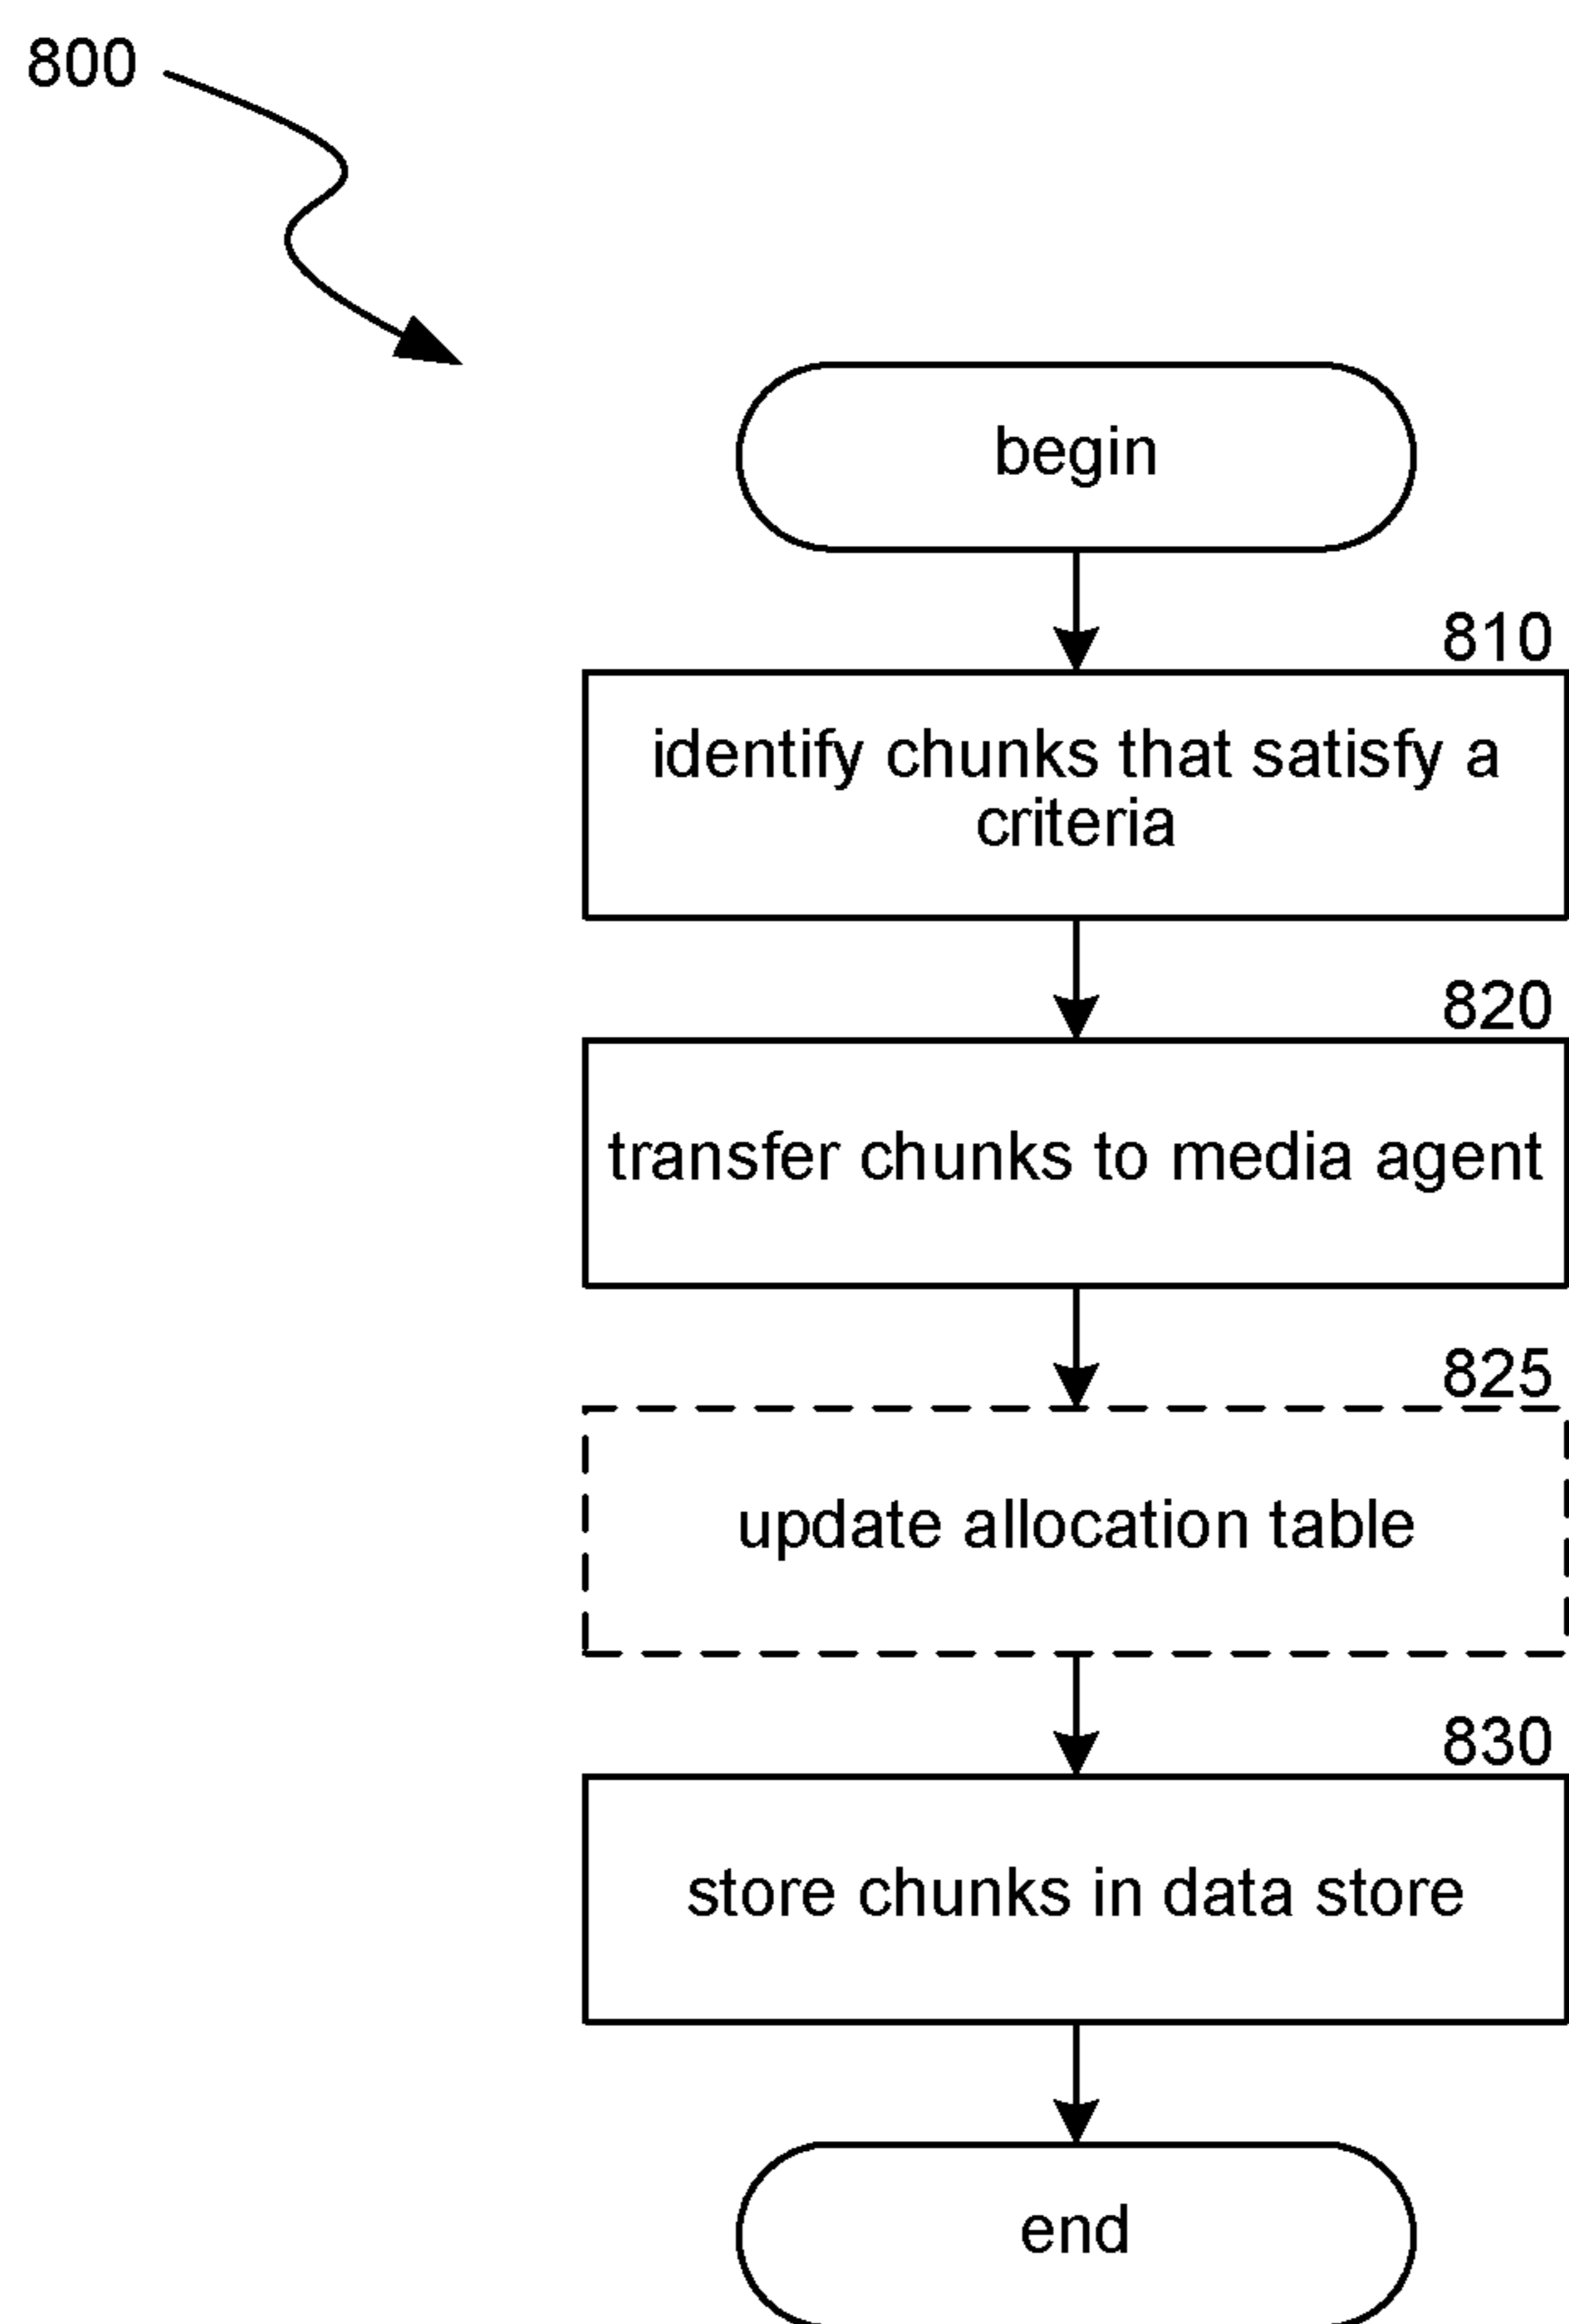 800
begin
810
identify chunks that satisfy a
criteria
820
transfer chunks to media agent
825
update allocation table
830
store chunks in data store
end